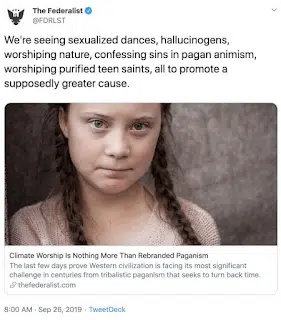 The Federalist
@FDRLST
We're seeing sexualized dances, hallucinogens,
worshiping nature, confessing sins in pagan animism,
worshiping purified teen saints, all to promote a
supposedly greater cause.
Climate Worship Is Nothing More Than Rebranded Paganism
The last few days prove Western civilization is facing its most significant
challenge in centuries from tribalistic paganism that seeks to turn back time.
thefederalist.com
8:00 AM · Sep 26, 2019 · TweetDeck